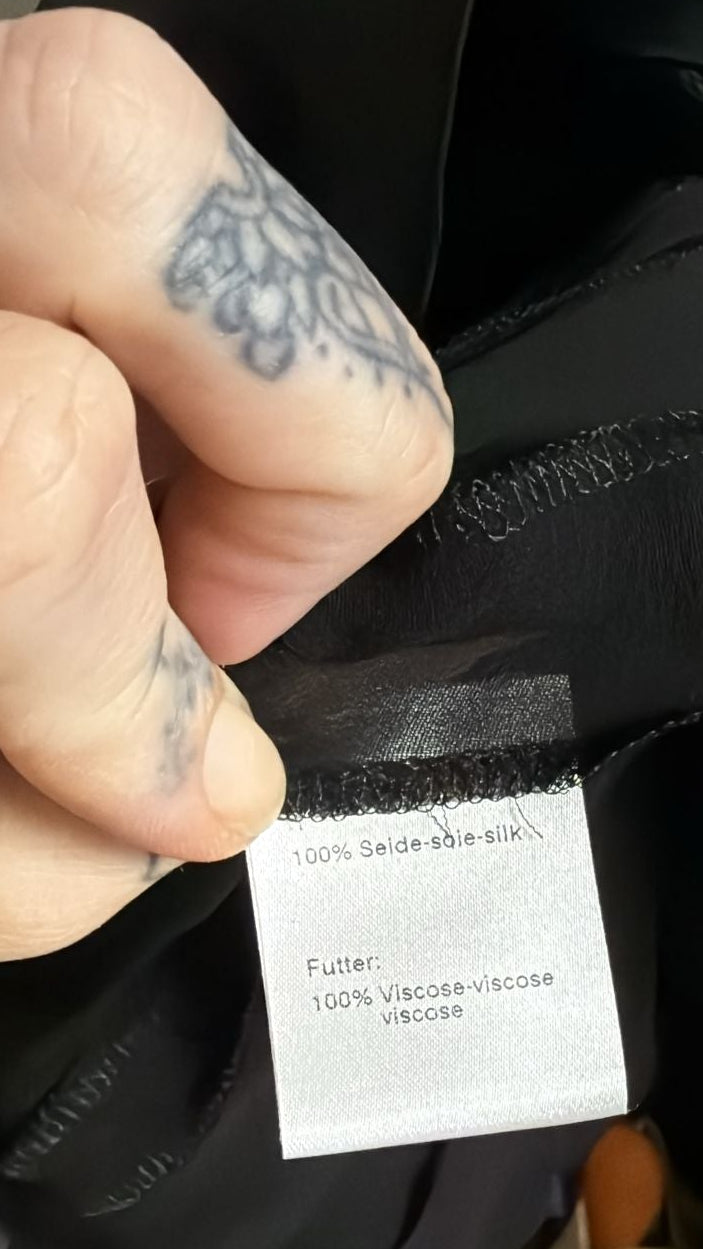 100% Seide-soie-silk
Futter:
100% Viscose-viscose
viscose